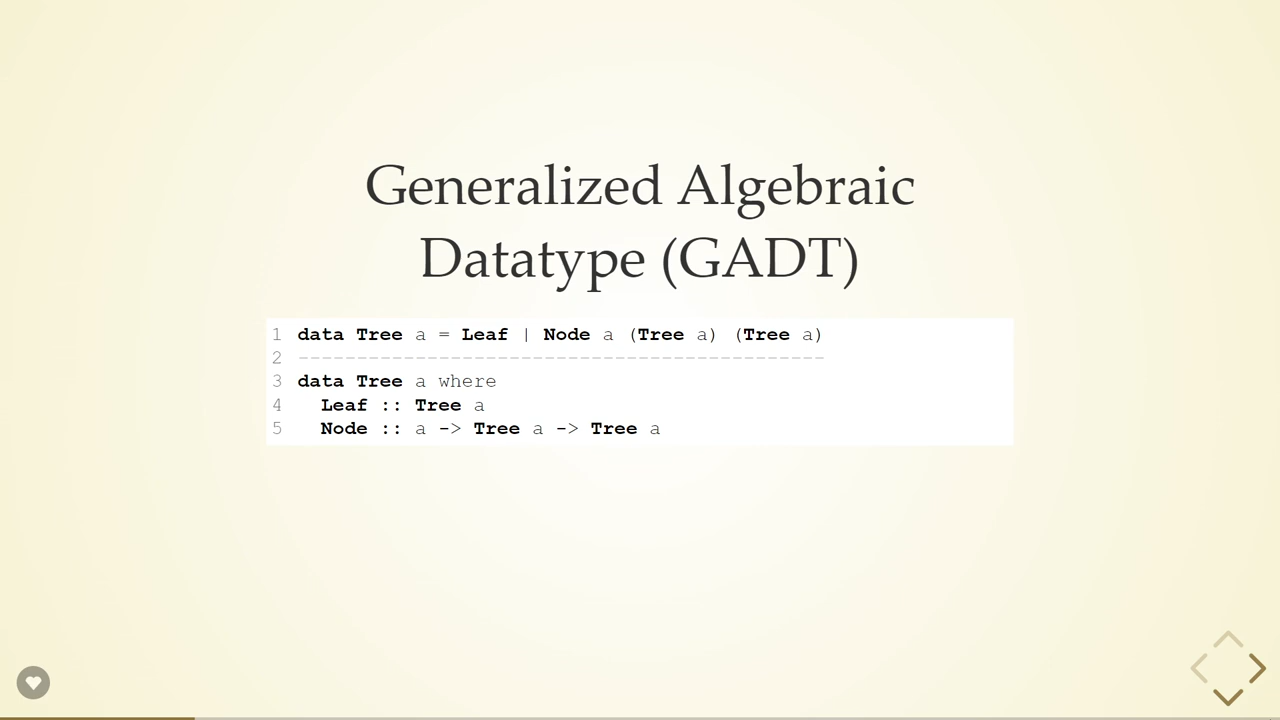 Generalized Algebraic
Datatype (GADT)
1 data Tree a = Leaf | Node a (Tree a) (Tree a)
2 ---------------------------------------------
3 data Tree a where
4   Leaf :: Tree a
5   Node :: a -> Tree a -> Tree a